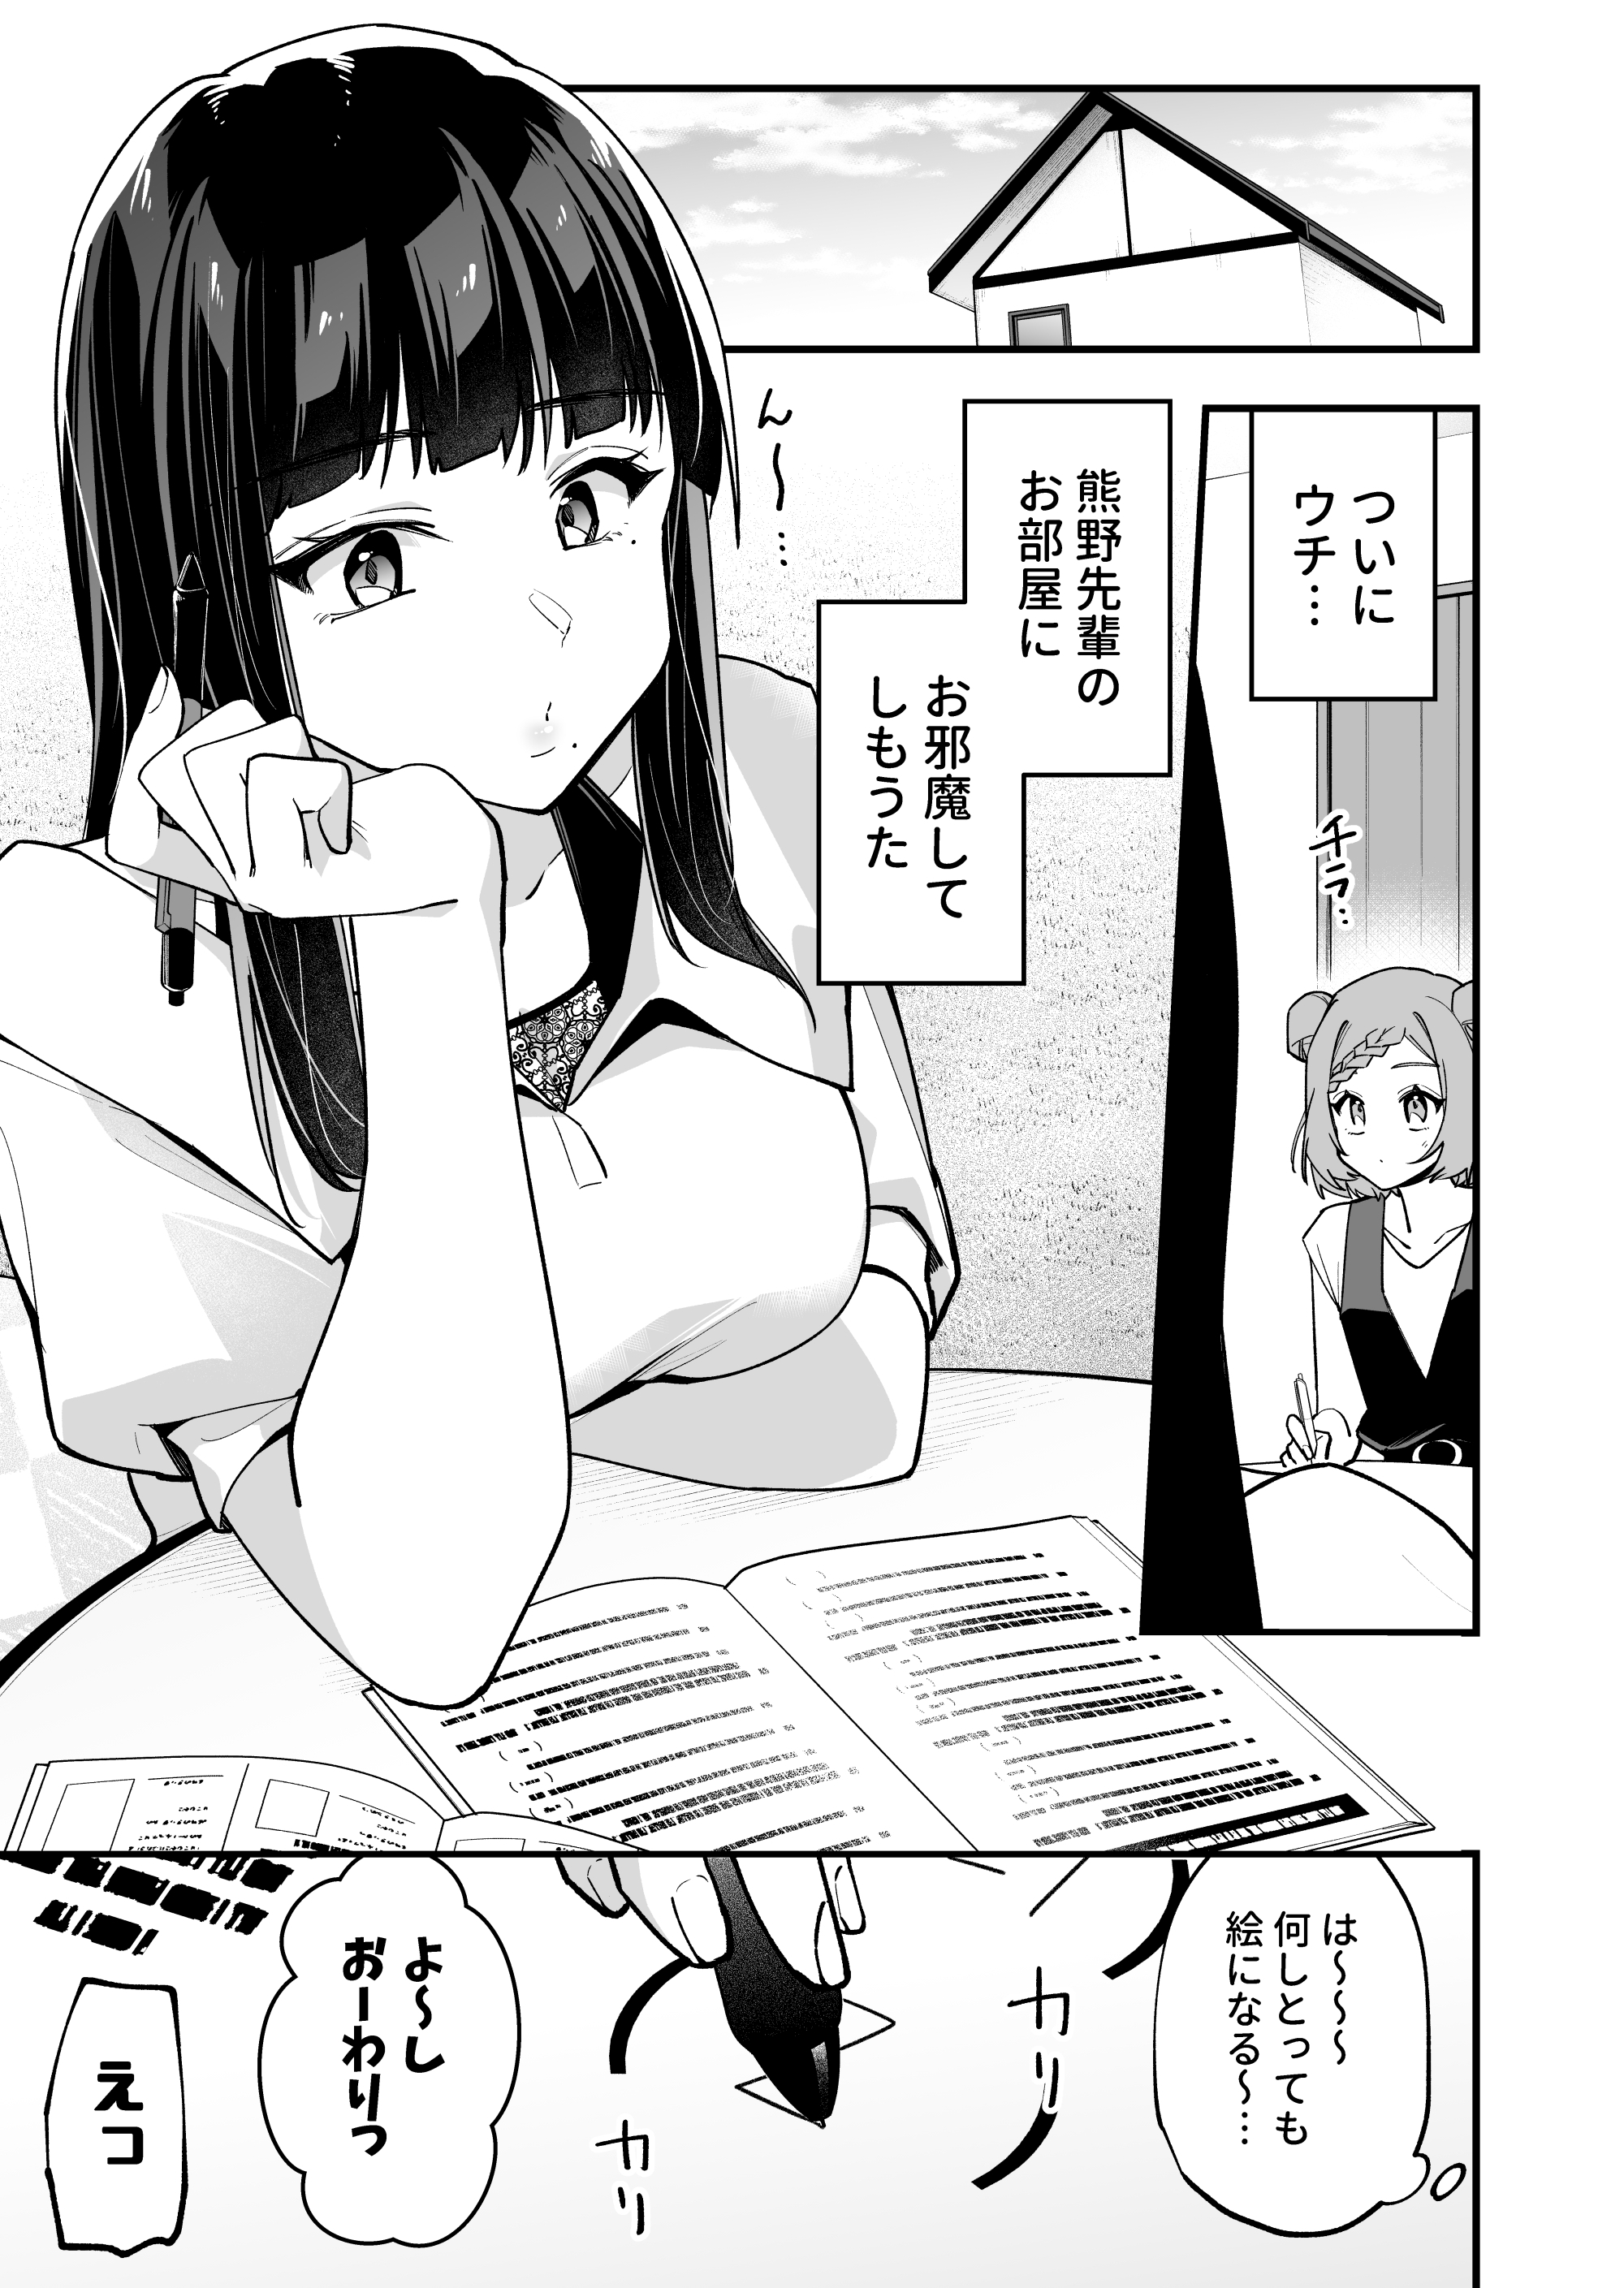 ついに
ウチ…
チラ…
熊野先輩の
お部屋に
お邪魔して
しもうた
ん～…
は～～～
何しとっても
絵になる～…
カリ
カリ
よ～し
おーわりっ
えコ